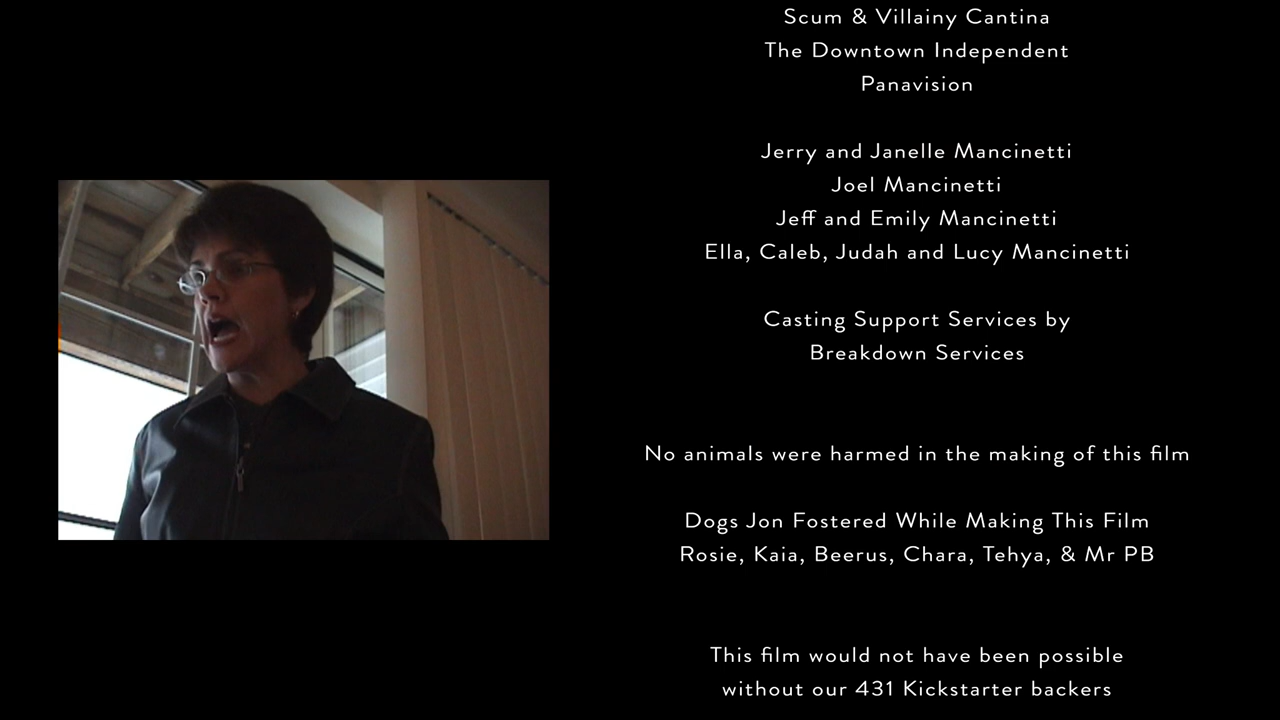 Scum & Villainy Cantina
The Downtown Independent
Panavision
Jerry and Janelle Mancinetti
Joel Mancinetti
Jeff and Emily Mancinetti
Ella, Caleb, Judah and Lucy Mancinetti
Casting Support Services by
Breakdown Services
No animals were harmed in the making of this film
Dogs Jon Fostered While Making This Film
Rosie, Kaia, Beerus, Chara, Tehya, & Mr PB
This film would not have been possible
without our 431 Kickstarter backers